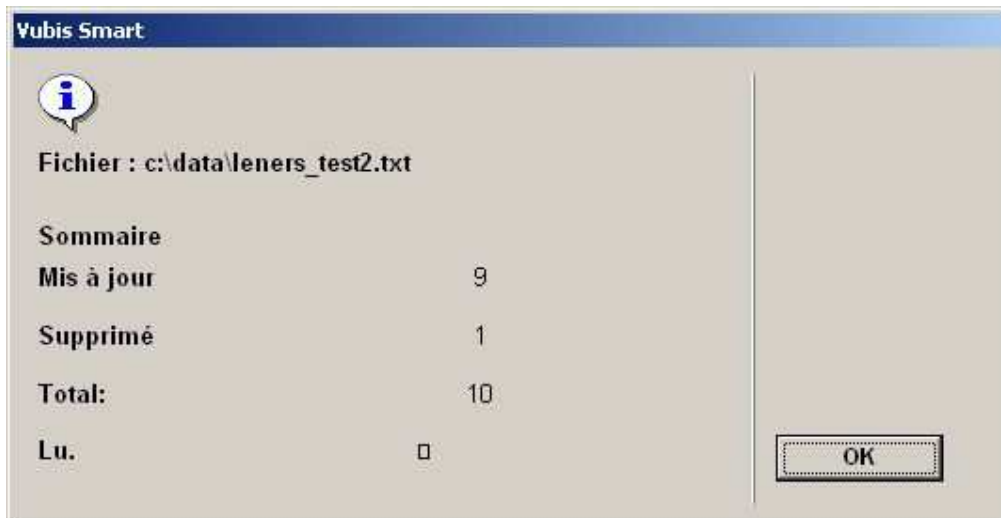 Vubis Smart
Fichier : c:\data\leners_test2.txt
Sommaire
Mis à jour 9
Supprimé 1
Total: 10
Lu. □
OK